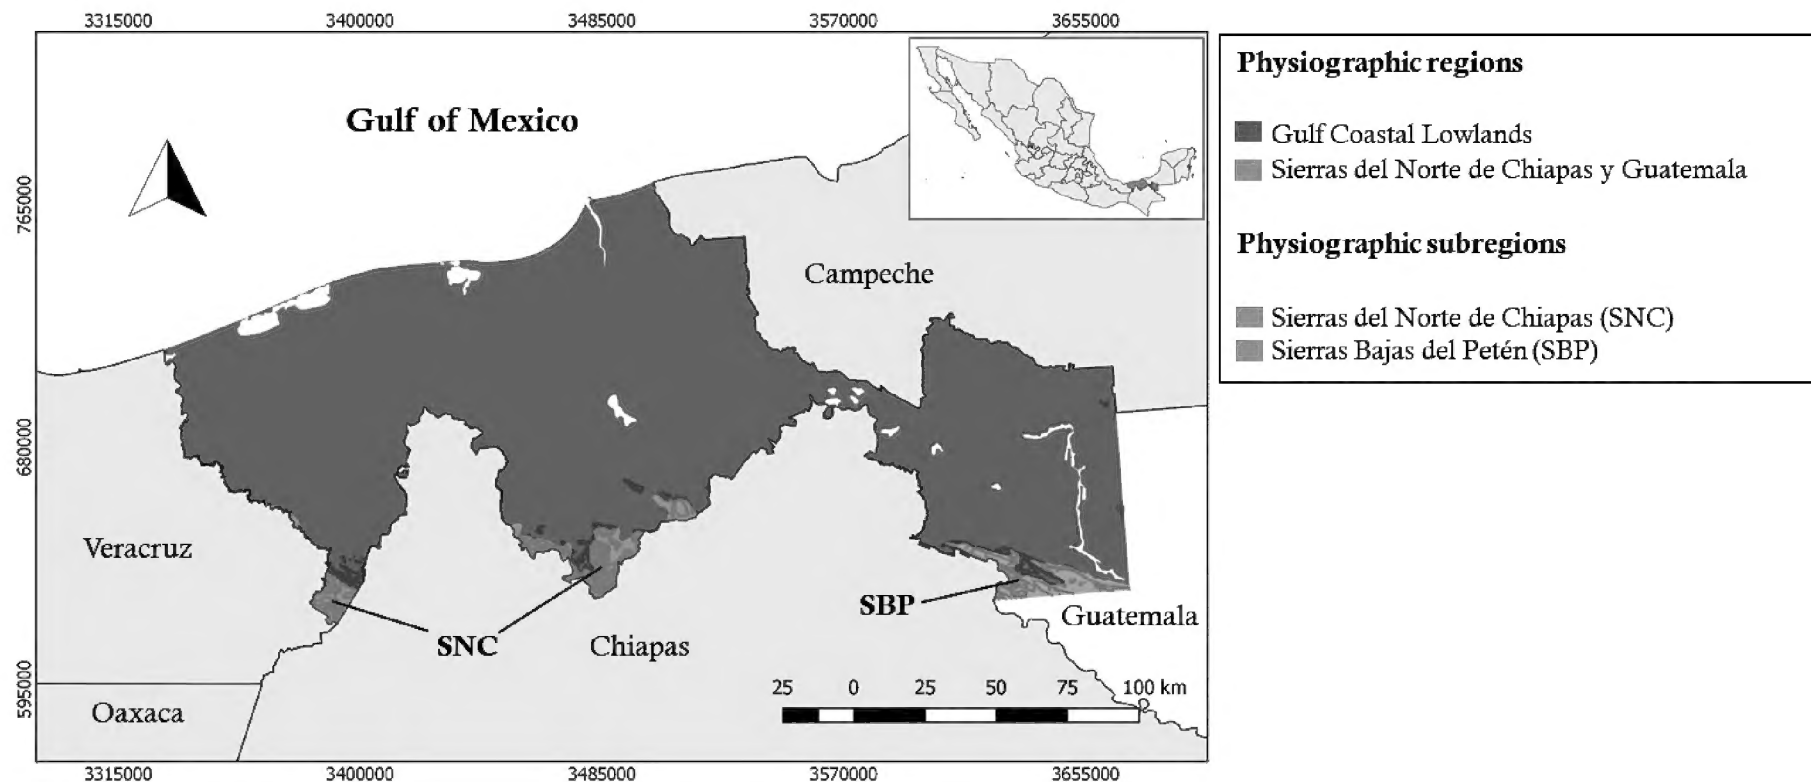 3315000 3400000 3485000 3570000 3655000
Gulf of Mexico
765000
680000
595000
Campeche
Veracruz
SNC
Chiapas
SBP
Guatemala
Oaxaca
25 0 25 50 75 100 km
3315000 3400000 3485000 3570000 3655000
Physiographic regions
Gulf Coastal Lowlands
Sierras del Norte de Chiapas y Guatemala
Physiographic subregions
Sierras del Norte de Chiapas (SNC)
Sierras Bajas del Petén (SBP)